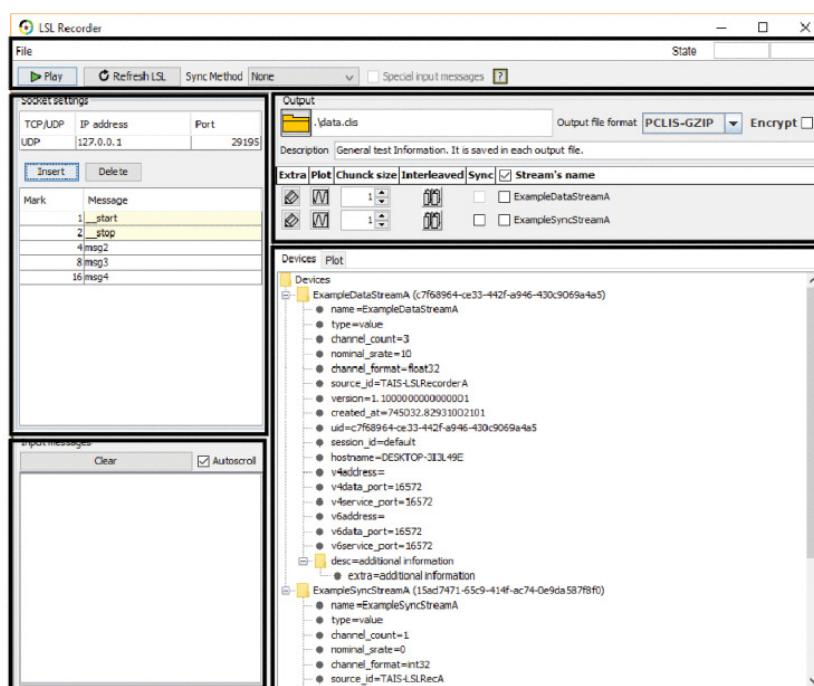 LSL Recorder
File State
Play Refresh LSL Sync Method None Special input messages ?
Socket settings
TCP/UDP IP address Port
UDP 127.0.0.1 29195
Insert Delete
Mark Message
1 __start
2 __stop
4 msg2
8 msg3
16 msg4
Input messages
Clear Autoscroll
Output
.\data.clis Output file format PCLIS-GZIP Encrypt
Description General test Information. It is saved in each output file.
Extra Plot Chunck size Interleaved Sync Stream's name
1 ExampleDataStreamA
1 ExampleSyncStreamA
Devices Plot
Devices
ExampleDataStreamA (c7f68964-ce33-442f-a946-430c9069a4a5)
name=ExampleDataStreamA
type=value
channel_count=3
nominal_srate=10
channel_format=float32
source_id=TAIS-LSLRecorderA
version=1.1000000000000001
created_at=745032.82931002101
uid=c7f68964-ce33-442f-a946-430c9069a4a5
session_id=default
hostname=DESKTOP-3I3L49E
v4address=
v4data_port=16572
v4service_port=16572
v6address=
v6data_port=16572
v6service_port=16572
desc=additional information
extra=additional information
ExampleSyncStreamA (15ad7471-65c9-414f-ac74-0e9da587f8f0)
name=ExampleSyncStreamA
type=value
channel_count=1
nominal_srate=0
channel_format=int32
source_id=TAIS-LSLRecA